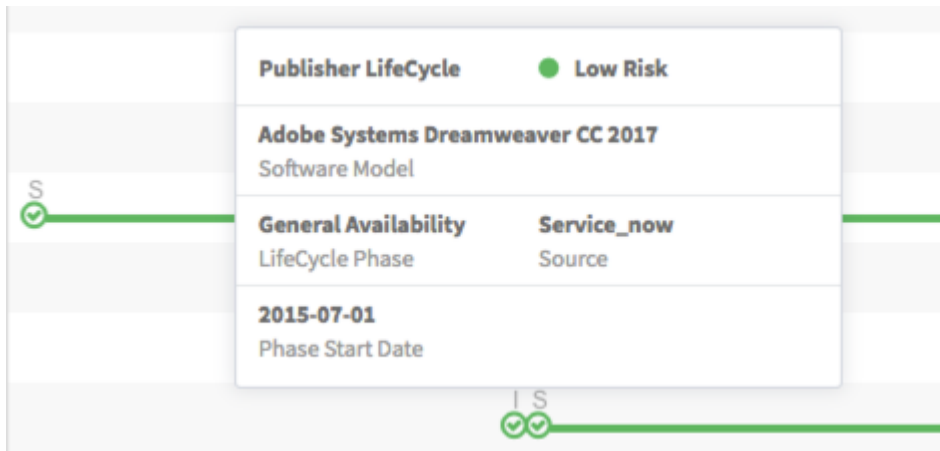 Publisher LifeCycle Low Risk
Adobe Systems Dreamweaver CC 2017
Software Model
S
General Availability Service_now
LifeCycle Phase Source
2015-07-01
Phase Start Date
I S